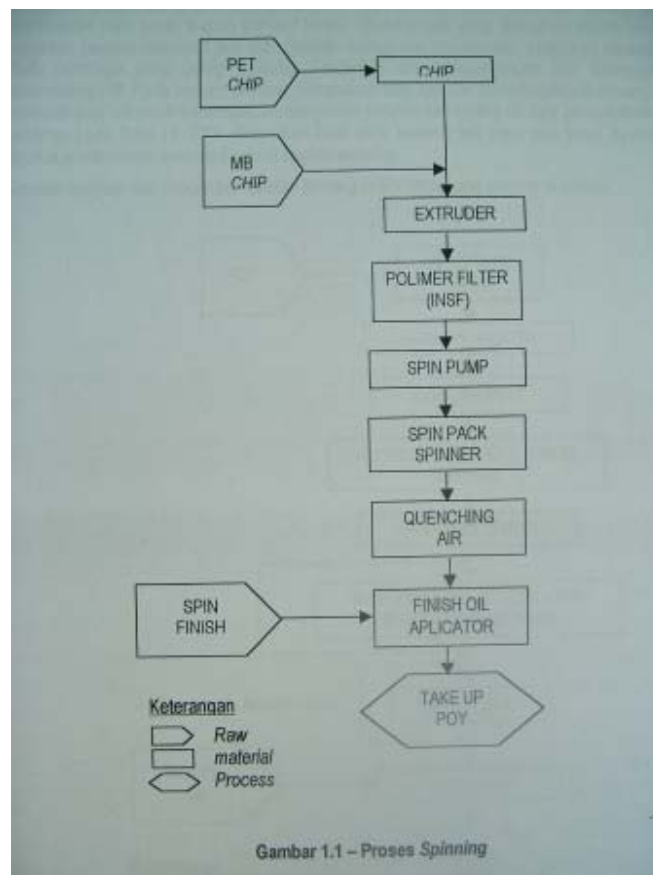 PET
CHIP
CHIP
MB
CHIP
EXTRUDER
POLIMER FILTER
(INSF)
SPIN PUMP
SPIN PACK
SPINNER
QUENCHING
AIR
SPIN
FINISH
FINISH OIL
APLICATOR
TAKE UP
POY
Keterangan
Raw
material
Process
Gambar 1.1 – Proses Spinning